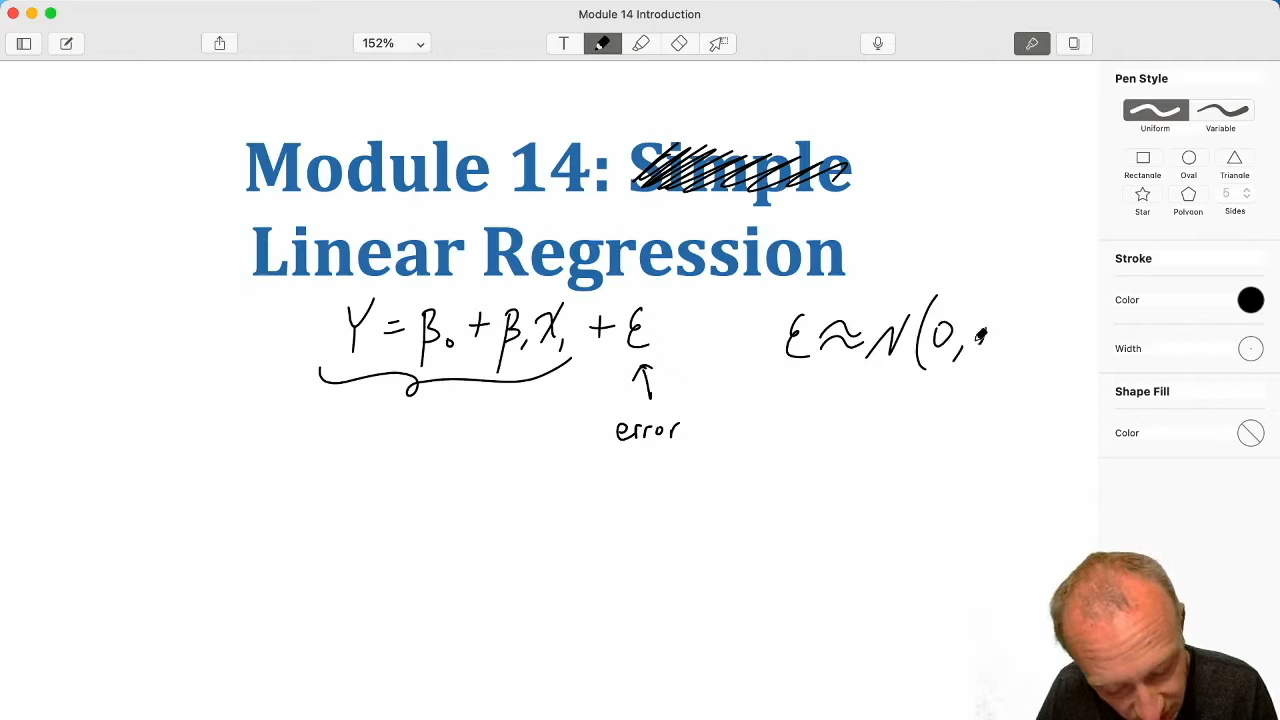 Module 14 Introduction
152%
T
Pen Style
Uniform
Variable
Rectangle
Oval
Triangle
Star
Polygon
5
Sides
Stroke
Color
Width
Shape Fill
Color
Module 14: Simple
Linear Regression
Y = β₀ + β₁X₁ + ε
ε ≈ N(0,
error